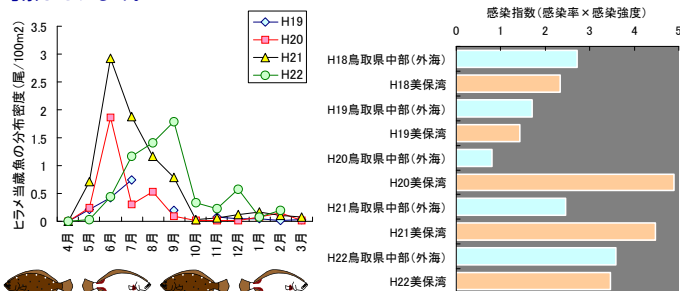 ヒラメ当歳魚の分布密度(尾/100m2)
3.5
3
2.5
2
1.5
1
0.5
0
H19
H20
H21
H22
4月
5月
6月
7月
8月
9月
10月
11月
12月
1月
2月
3月
感染指数(感染率×感染強度)
0
1
2
3
4
5
H18鳥取県中部(外海)
H18美保湾
H19鳥取県中部(外海)
H19美保湾
H20鳥取県中部(外海)
H20美保湾
H21鳥取県中部(外海)
H21美保湾
H22鳥取県中部(外海)
H22美保湾